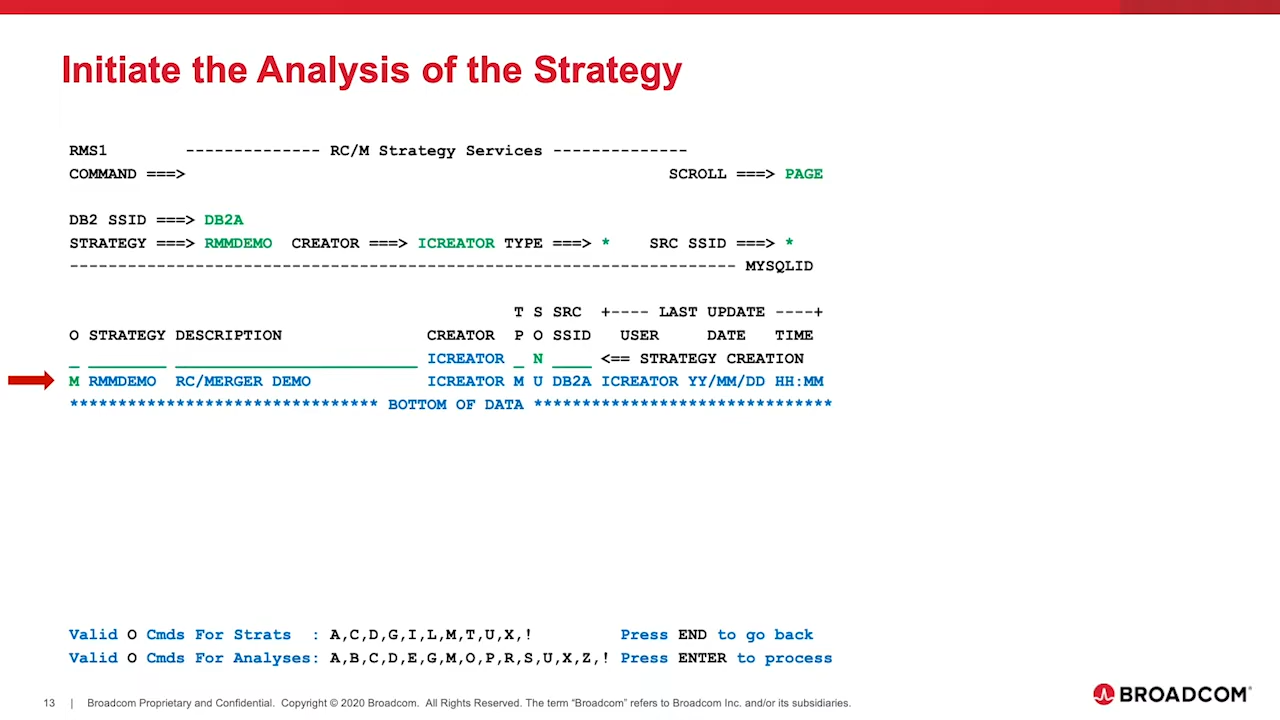 Initiate the Analysis of the Strategy
RMS1 -------------- RC/M Strategy Services --------------
COMMAND ===> SCROLL ===> PAGE
DB2 SSID ===> DB2A
STRATEGY ===> RMMDEMO CREATOR ===> ICREATOR TYPE ===> * SRC SSID ===> *
--------------------------------------------------------------------- MYSQLID
T S SRC +---- LAST UPDATE ----+
O STRATEGY DESCRIPTION CREATOR P O SSID USER DATE TIME
_ ________ _________________________ ICREATOR _ N ____ <== STRATEGY CREATION
M RMMDEMO RC/MERGER DEMO ICREATOR M U DB2A ICREATOR YY/MM/DD HH:MM
******************************** BOTTOM OF DATA *******************************
Valid O Cmds For Strats : A,C,D,G,I,L,M,T,U,X,! Press END to go back
Valid O Cmds For Analyses: A,B,C,D,E,G,M,O,P,R,S,U,X,Z,! Press ENTER to process
13 | Broadcom Proprietary and Confidential. Copyright © 2020 Broadcom. All Rights Reserved. The term “Broadcom” refers to Broadcom Inc. and/or its subsidiaries.
BROADCOM®